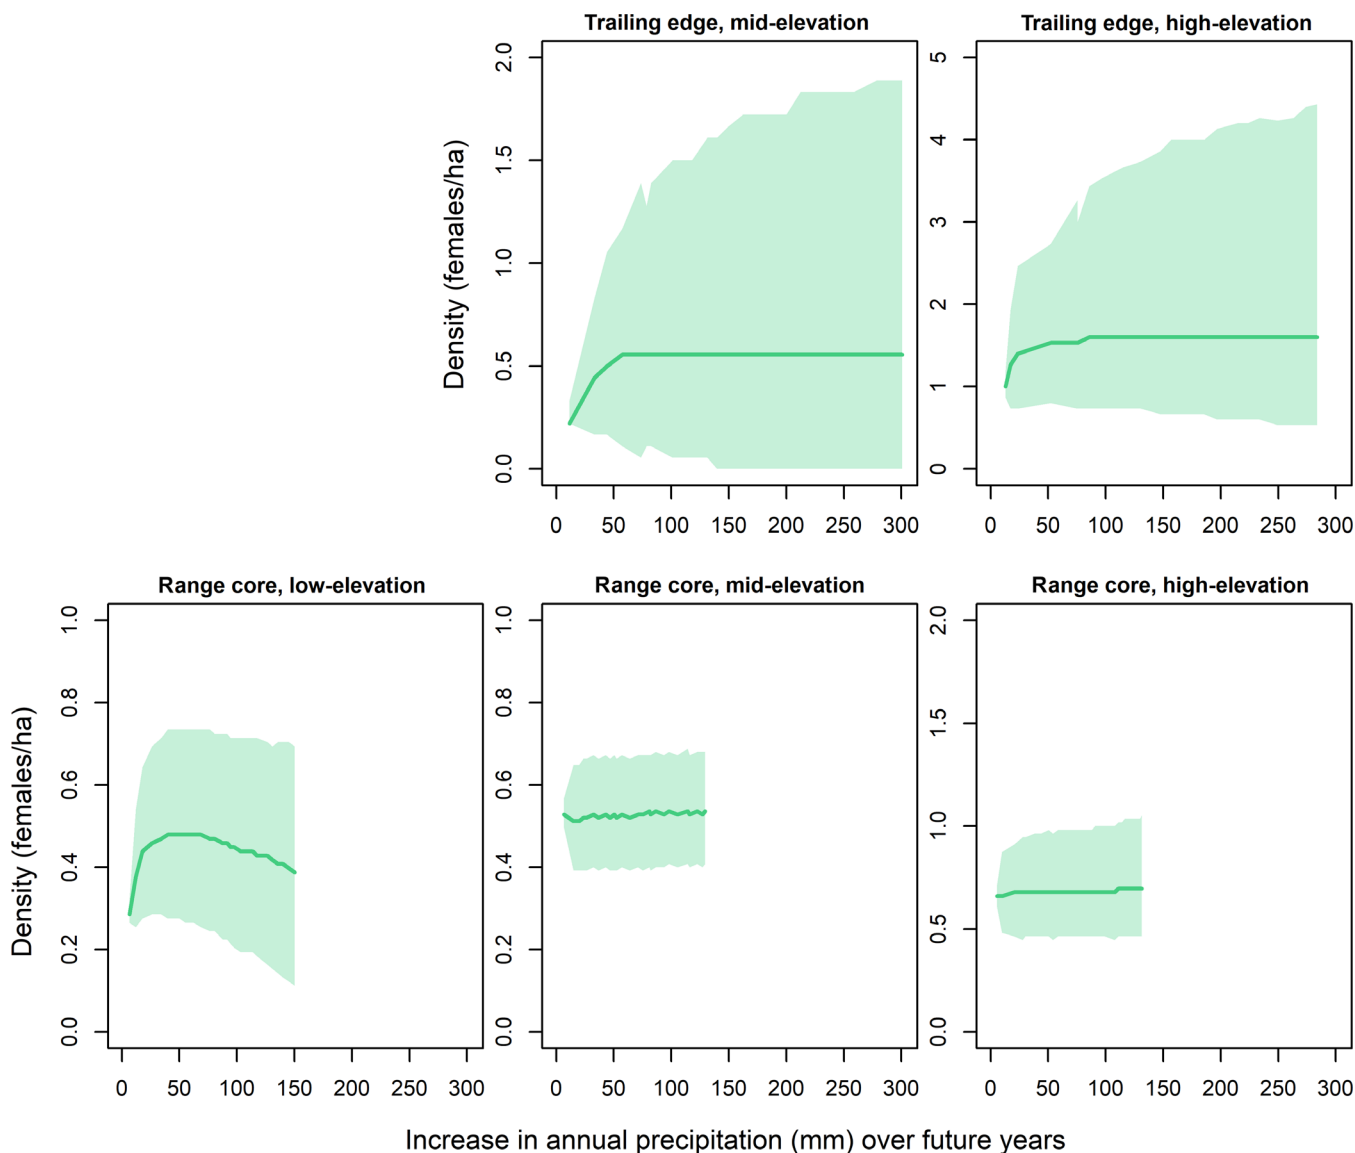 Trailing edge, mid-elevation
Trailing edge, high-elevation
Density (females/ha)
2.0
1.5
1.0
0.5
0.0
5
4
3
2
1
0
0 50 100 150 200 250 300
0 50 100 150 200 250 300
Range core, low-elevation
Range core, mid-elevation
Range core, high-elevation
Density (females/ha)
1.0
0.8
0.6
0.4
0.2
0.0
1.0
0.8
0.6
0.4
0.2
0.0
2.0
1.5
1.0
0.5
0.0
0 50 100 150 200 250 300
0 50 100 150 200 250 300
0 50 100 150 200 250 300
Increase in annual precipitation (mm) over future years